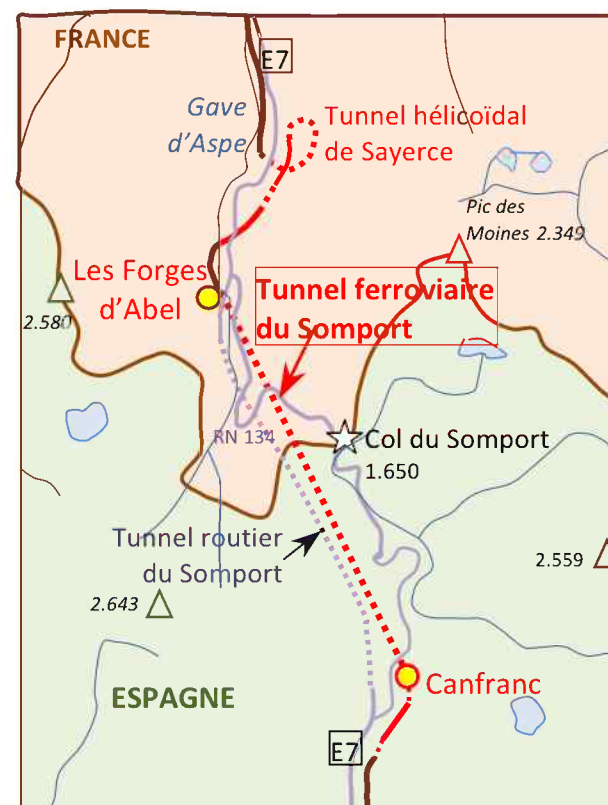 FRANCE
E7
Gave
d'Aspe
Tunnel hélicoïdal
de Sayerce
Pic des
Moines 2.349
Les Forges
d'Abel
2.580
Tunnel ferroviaire
du Somport
RN 134
Col du Somport
1.650
Tunnel routier
du Somport
2.559
2.643
Canfranc
ESPAGNE
E7